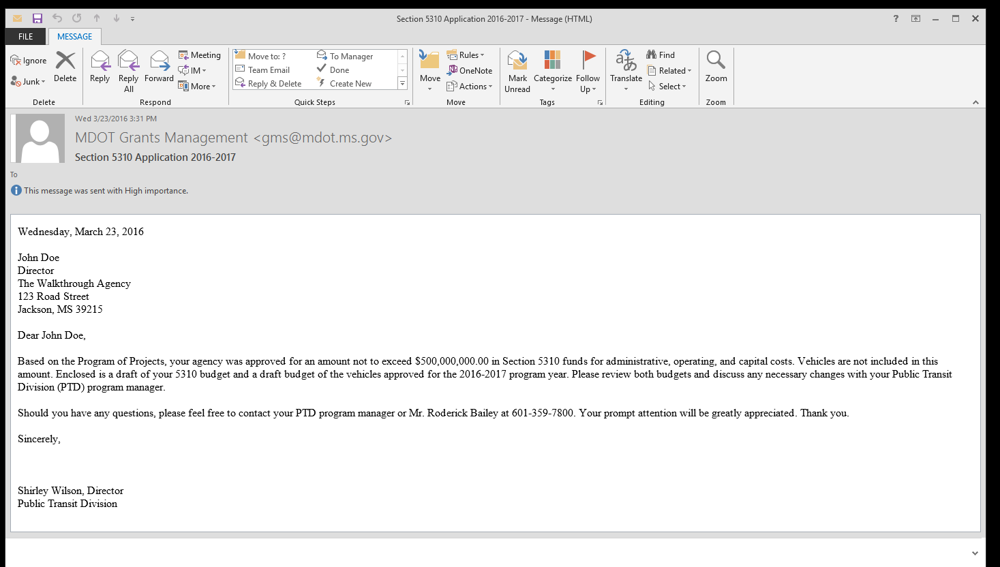 Section 5310 Application 2016-2017 - Message (HTML)
?
FILE
MESSAGE
Ignore
Junk
Delete
Delete
Reply
Reply All
Forward
Meeting
IM
More
Respond
Move to: ?
Team Email
Reply & Delete
To Manager
Done
Create New
Quick Steps
Move
Rules
OneNote
Actions
Move
Mark Unread
Categorize
Follow Up
Tags
Translate
Find
Related
Select
Editing
Zoom
Zoom
Wed 3/23/2016 3:31 PM
MDOT Grants Management <gms@mdot.ms.gov>
Section 5310 Application 2016-2017
To
This message was sent with High importance.
Wednesday, March 23, 2016
John Doe
Director
The Walkthrough Agency
123 Road Street
Jackson, MS 39215
Dear John Doe,
Based on the Program of Projects, your agency was approved for an amount not to exceed $500,000,000.00 in Section 5310 funds for administrative, operating, and capital costs. Vehicles are not included in this
amount. Enclosed is a draft of your 5310 budget and a draft budget of the vehicles approved for the 2016-2017 program year. Please review both budgets and discuss any necessary changes with your Public Transit
Division (PTD) program manager.
Should you have any questions, please feel free to contact your PTD program manager or Mr. Roderick Bailey at 601-359-7800. Your prompt attention will be greatly appreciated. Thank you.
Sincerely,
Shirley Wilson, Director
Public Transit Division